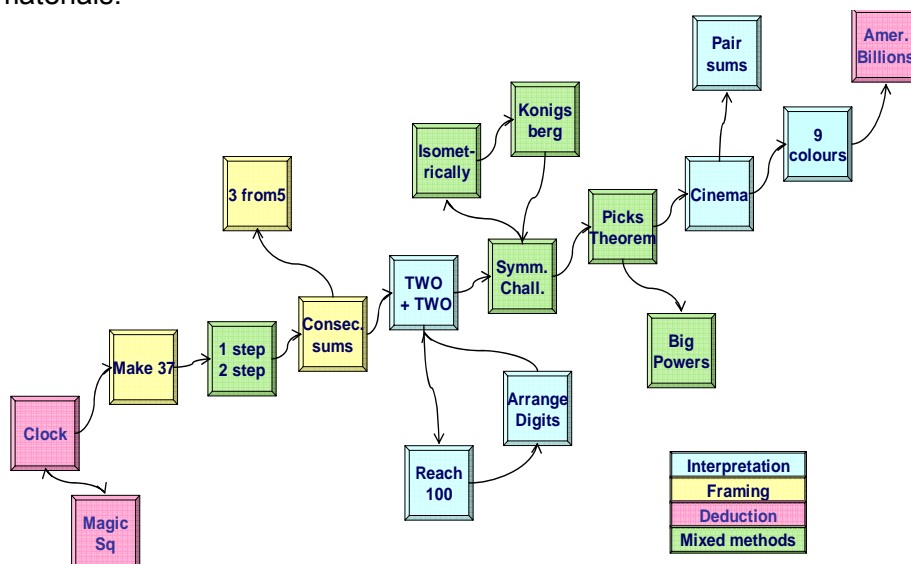 materials.
Pair
sums
Amer.
Billions
Konigs
berg
Isomet-
rically
9
colours
3 from5
Cinema
Picks
Theorem
Symm.
Chall.
TWO
+ TWO
Consec.
sums
1 step
2 step
Make 37
Big
Powers
Arrange
Digits
Clock
Reach
100
Magic
Sq
Interpretation
Framing
Deduction
Mixed methods